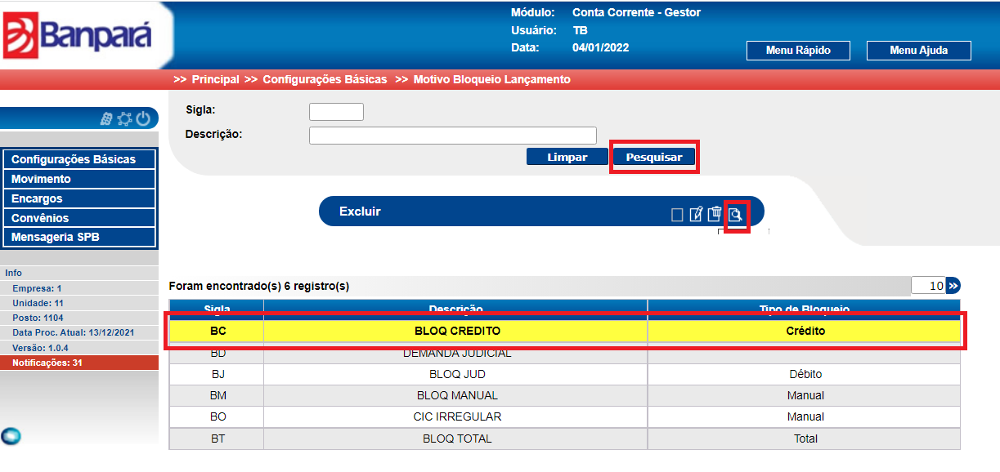 Banpará
Módulo: Conta Corrente - Gestor
Usuário: TB
Data: 04/01/2022
Menu Rápido Menu Ajuda
>> Principal >> Configurações Básicas >> Motivo Bloqueio Lançamento
Sigla:
Descrição:
Limpar Pesquisar
Configurações Básicas
Movimento
Encargos
Convênios
Mensageria SPB
Excluir
Info
Empresa: 1
Unidade: 11
Posto: 1104
Data Proc. Atual: 13/12/2021
Versão: 1.0.4
Notificações: 31
Foram encontrado(s) 6 registro(s) 10
Sigla Descrição Tipo de Bloqueio
BC BLOQ CREDITO Crédito
BD DEMANDA JUDICIAL
BJ BLOQ JUD Débito
BM BLOQ MANUAL Manual
BO CIC IRREGULAR Manual
BT BLOQ TOTAL Total